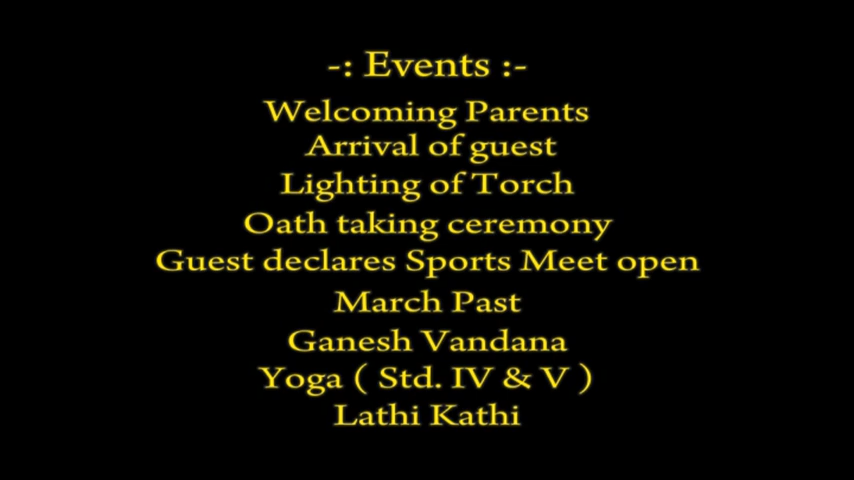 -: Events :-
Welcoming Parents
Arrival of guest
Lighting of Torch
Oath taking ceremony
Guest declares Sports Meet open
March Past
Ganesh Vandana
Yoga ( Std. IV & V )
Lathi Kathi